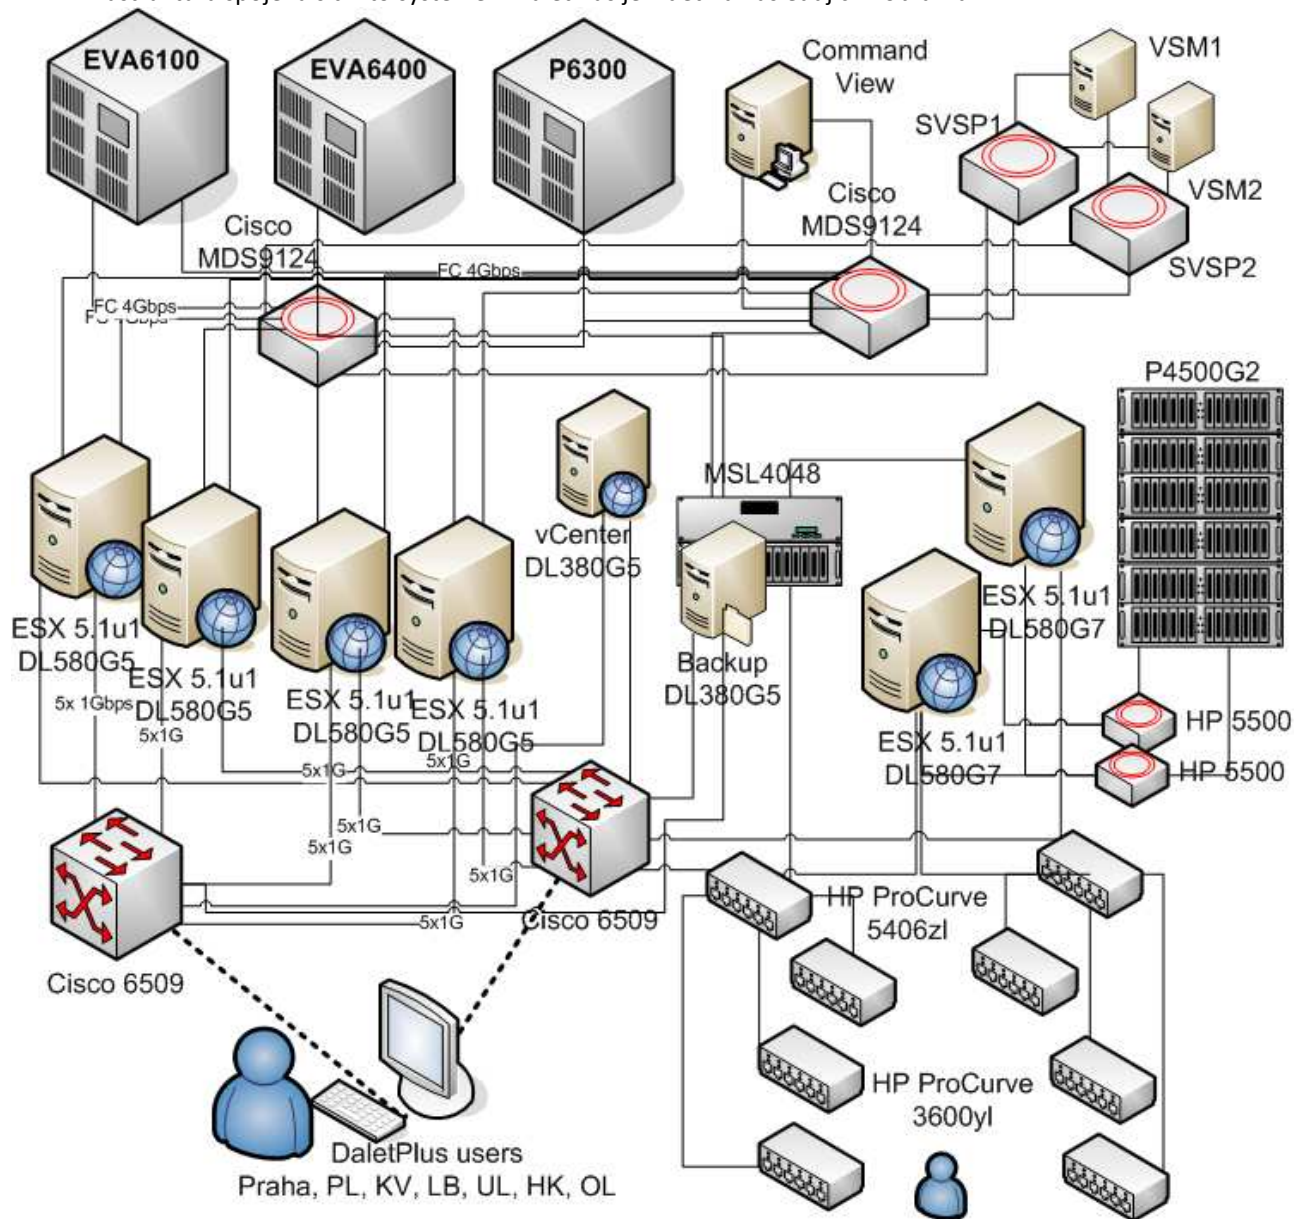 EVA6100
EVA6400
P6300
Command
View
VSM1
SVSP1
VSM2
SVSP2
Cisco
MDS9124
Cisco
MDS9124
FC 4Gbps
FC 4Gbps
FC 4Gbps
P4500G2
MSL4048
vCenter
DL380G5
Backup
DL380G5
ESX 5.1u1
DL580G5
ESX 5.1u1
DL580G5
ESX 5.1u1
DL580G5
ESX 5.1u1
DL580G5
ESX 5.1u1
DL580G7
ESX 5.1u1
DL580G7
HP 5500
HP 5500
5x 1Gbps
5x1G
5x1G
5x1G
5x1G
5x1G
5x1G
5x1G
Cisco 6509
Cisco 6509
HP ProCurve
5406zl
HP ProCurve
3600yl
DaletPlus users
Praha, PL, KV, LB, UL, HK, OL